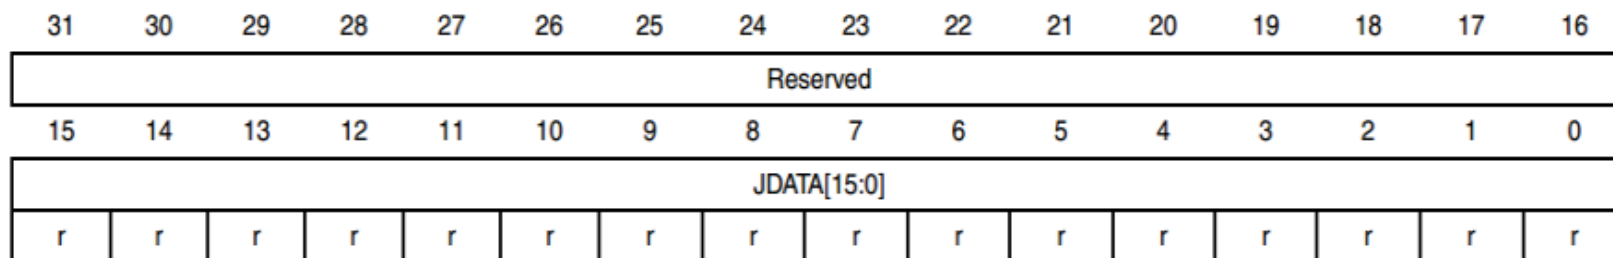 31 30 29 28 27 26 25 24 23 22 21 20 19 18 17 16
Reserved
15 14 13 12 11 10 9 8 7 6 5 4 3 2 1 0
JDATA[15:0]
r r r r r r r r r r r r r r r r